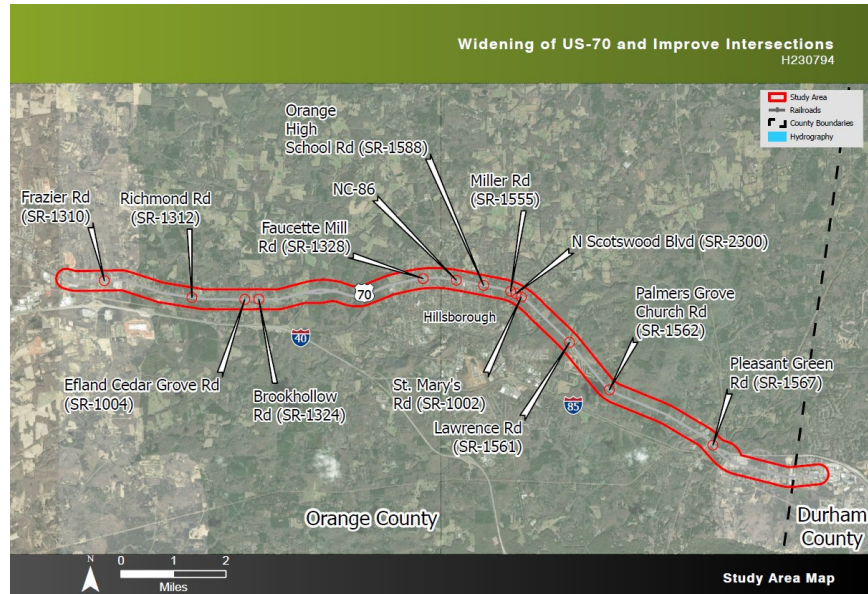 Widening of US-70 and Improve Intersections
H230794
Study Area
Railroads
County Boundaries
Hydrography
Orange
High
School Rd (SR-1588)
NC-86
Miller Rd
(SR-1555)
Frazier Rd
(SR-1310)
Richmond Rd
(SR-1312)
Faucette Mill
Rd (SR-1328)
N Scotswood Blvd (SR-2300)
Palmers Grove
Church Rd
(SR-1562)
70
Hillsborough
40
Efland Cedar Grove Rd
(SR-1004)
Brookhollow
Rd (SR-1324)
St. Mary's
Rd (SR-1002)
Lawrence Rd
(SR-1561)
85
Pleasant Green
Rd (SR-1567)
Orange County
Durham
County
N
0 1 2
Miles
Study Area Map